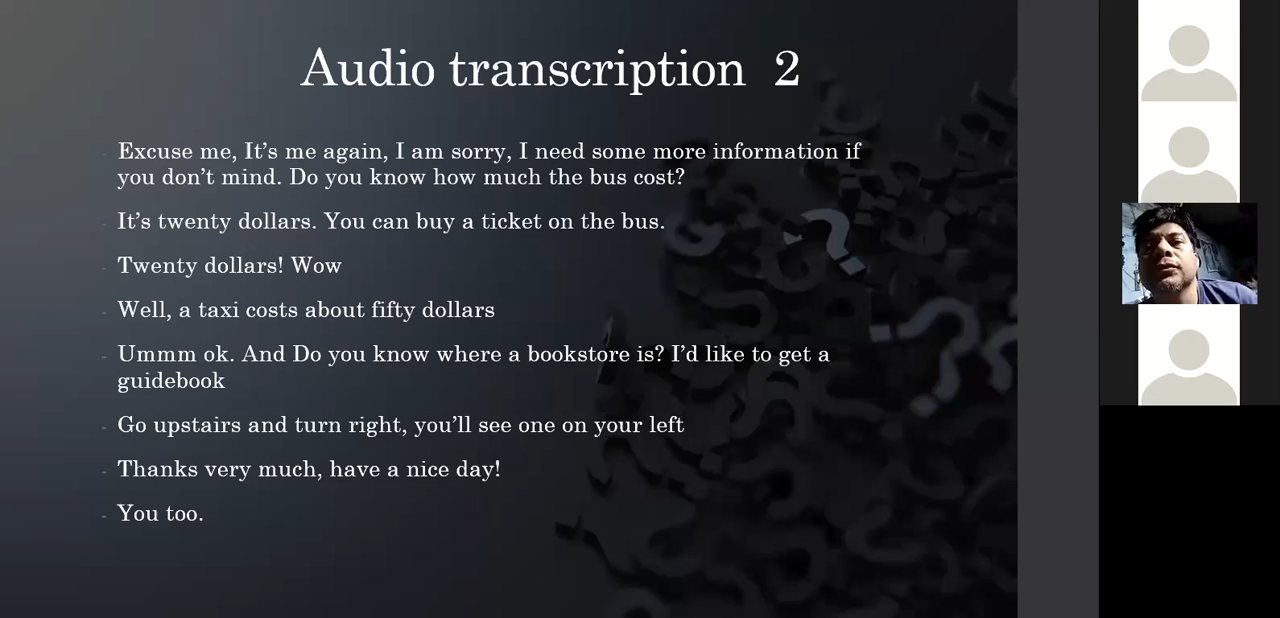 Audio transcription 2
- Excuse me, It’s me again, I am sorry, I need some more information if
you don’t mind. Do you know how much the bus cost?
- It’s twenty dollars. You can buy a ticket on the bus.
- Twenty dollars! Wow
- Well, a taxi costs about fifty dollars
- Ummm ok. And Do you know where a bookstore is? I’d like to get a
guidebook
- Go upstairs and turn right, you’ll see one on your left
- Thanks very much, have a nice day!
- You too.